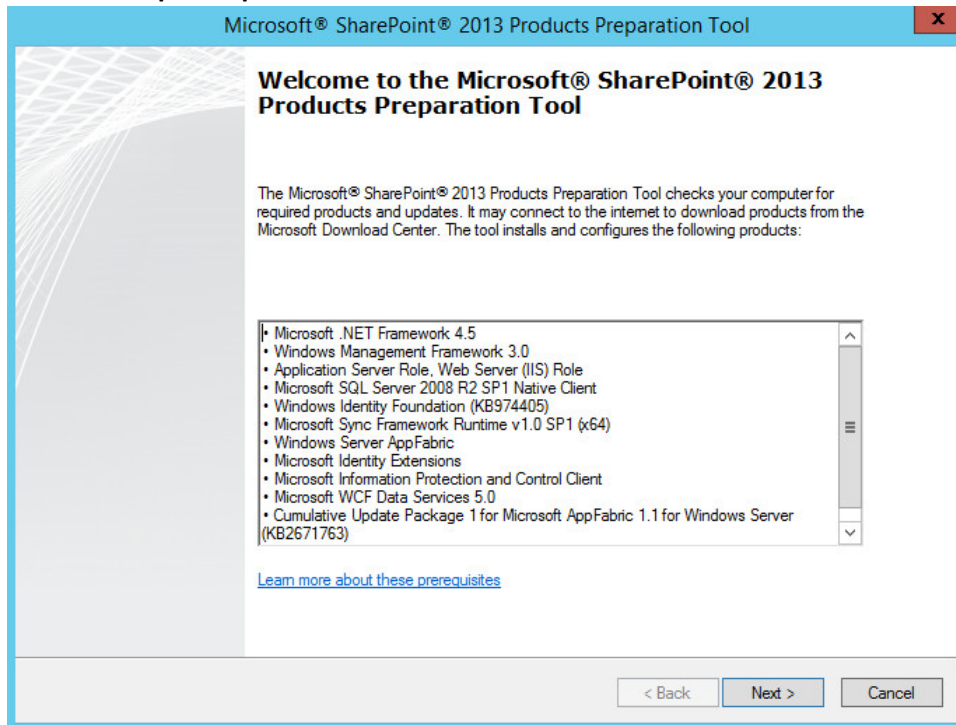 Microsoft® SharePoint® 2013 Products Preparation Tool
x
Welcome to the Microsoft® SharePoint® 2013
Products Preparation Tool
The Microsoft® SharePoint® 2013 Products Preparation Tool checks your computer for
required products and updates. It may connect to the internet to download products from the
Microsoft Download Center. The tool installs and configures the following products:
• Microsoft .NET Framework 4.5
• Windows Management Framework 3.0
• Application Server Role, Web Server (IIS) Role
• Microsoft SQL Server 2008 R2 SP1 Native Client
• Windows Identity Foundation (KB974405)
• Microsoft Sync Framework Runtime v1.0 SP1 (x64)
• Windows Server AppFabric
• Microsoft Identity Extensions
• Microsoft Information Protection and Control Client
• Microsoft WCF Data Services 5.0
• Cumulative Update Package 1 for Microsoft AppFabric 1.1 for Windows Server
(KB2671763)
Learn more about these prerequisites
< Back Next > Cancel